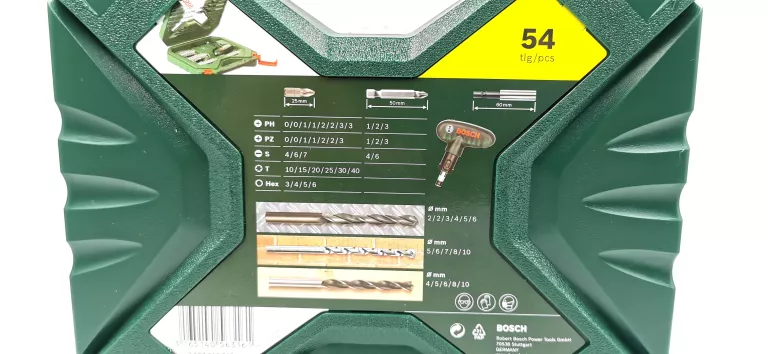 54
tlg/pcs
25mm
50mm
60mm
PH 0/0/1/1/2/2/3/3 1/2/3
PZ 0/0/1/1/2/2/3 1/2/3
S 4/6/7 4/6
T 10/15/20/25/30/40
Hex 3/4/5/6
BOSCH
Ø mm
2/2/3/4/5/6
Ø mm
5/6/7/8/10
Ø mm
4/5/6/8/10
BOSCH
Robert Bosch Power Tools GmbH
70538 Stuttgart
GERMANY